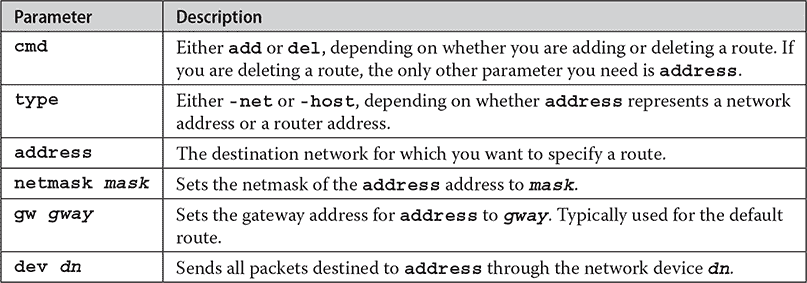 Parameter Description
cmd Either add or del, depending on whether you are adding or deleting a route. If
you are deleting a route, the only other parameter you need is address.
type Either -net or -host, depending on whether address represents a network
address or a router address.
address The destination network for which you want to specify a route.
netmask mask Sets the netmask of the address address to mask.
gw gway Sets the gateway address for address to gway. Typically used for the default
route.
dev dn Sends all packets destined to address through the network device dn.